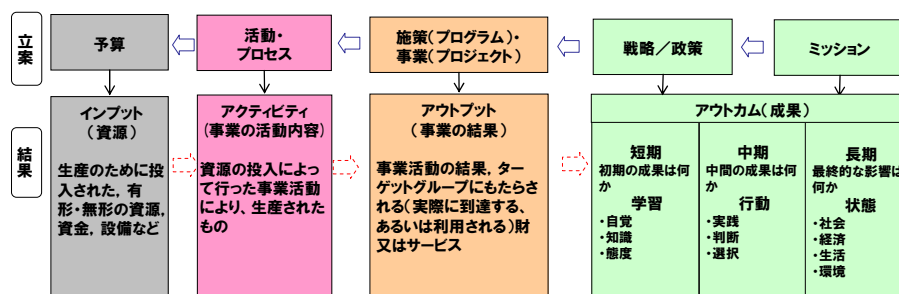 立案
予算
活動・
プロセス
施策(プログラム)・
事業(プロジェクト)
戦略/政策
ミッション
結果
インプット
(資源)
生産のために投
入された, 有
形・無形の資源,
資金, 設備など
アクティビティ
(事業の活動内容)
資源の投入によっ
て行った事業活動
により、生産された
もの
アウトプット
(事業の結果)
事業活動の結果, ター
ゲットグループにもたらさ
れる(実際に到達する、
あるいは利用される)財
又はサービス
アウトカム(成果)
短期
初期の成果は何
か
学習
・自覚
・知識
・態度
中期
中間の成果は何
か
行動
・実践
・判断
・選択
長期
最終的な影響は
何か
状態
・社会
・経済
・生活
・環境